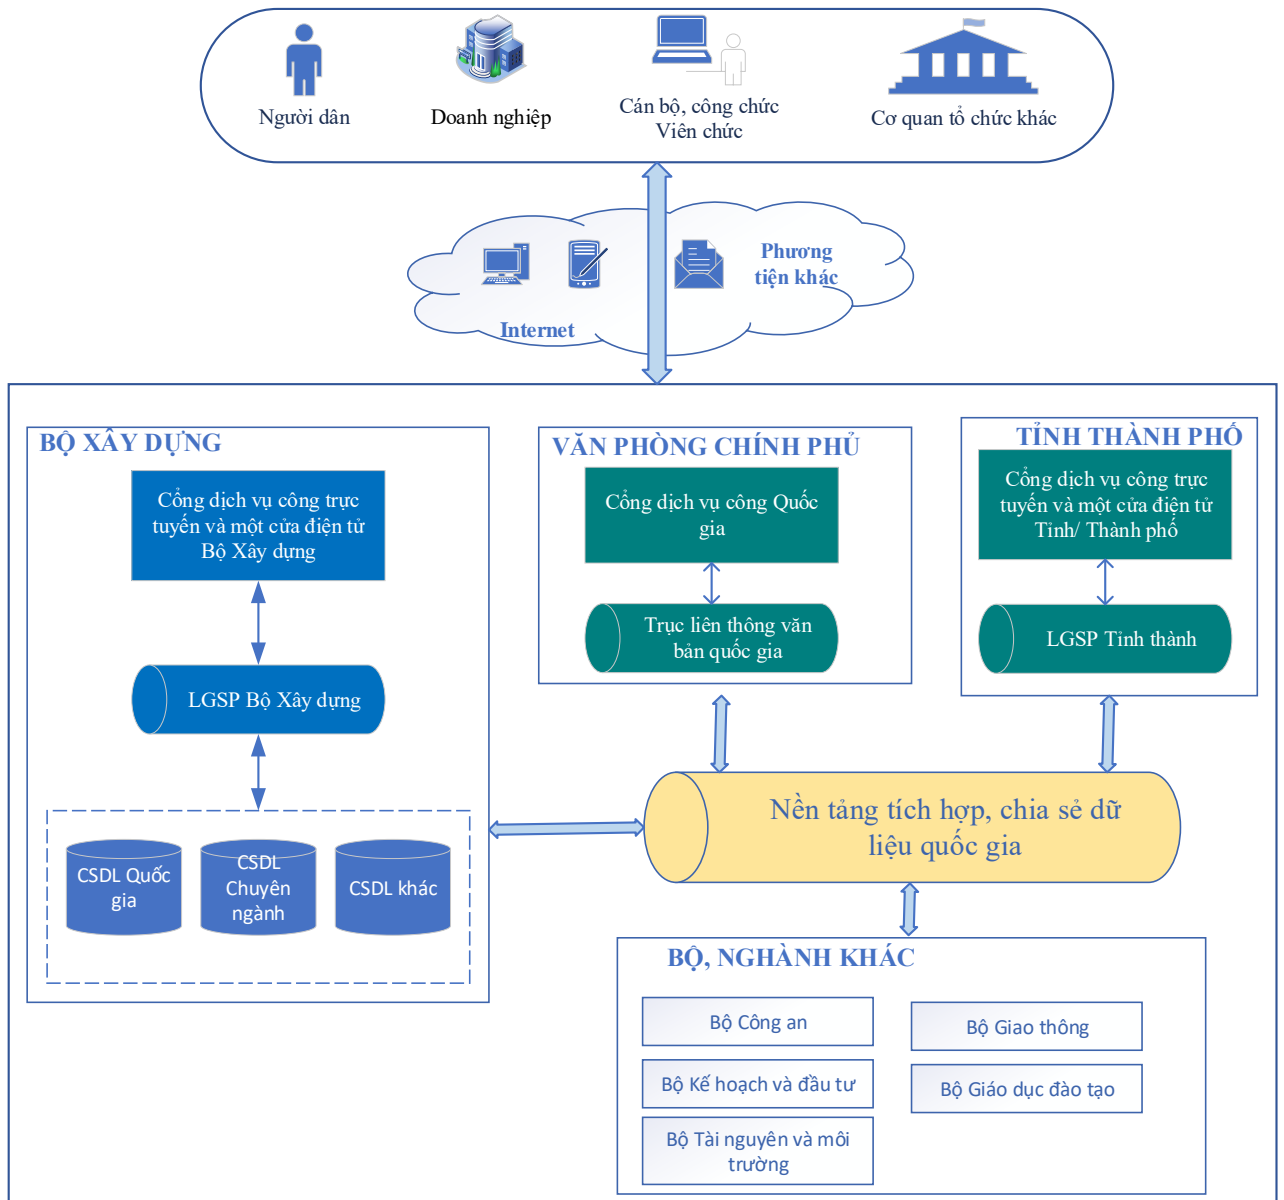 Người dân
Doanh nghiệp
Cán bộ, công chức
Viên chức
Cơ quan tổ chức khác
Phương
tiện khác
Internet
BỘ XÂY DỰNG
Cổng dịch vụ công trực
tuyến và một cửa điện tử
Bộ Xây dựng
LGSP Bộ Xây dựng
CSDL Quốc
gia
CSDL
Chuyên
ngành
CSDL khác
VĂN PHÒNG CHÍNH PHỦ
Cổng dịch vụ công Quốc
gia
Trục liên thông văn
bản quốc gia
TỈNH THÀNH PHỐ
Cổng dịch vụ công trực
tuyến và một cửa điện tử
Tỉnh/ Thành phố
LGSP Tỉnh thành
Nền tảng tích hợp, chia sẻ dữ
liệu quốc gia
BỘ, NGHÀNH KHÁC
Bộ Công an
Bộ Giao thông
Bộ Kế hoạch và đầu tư
Bộ Giáo dục đào tạo
Bộ Tài nguyên và môi
trường